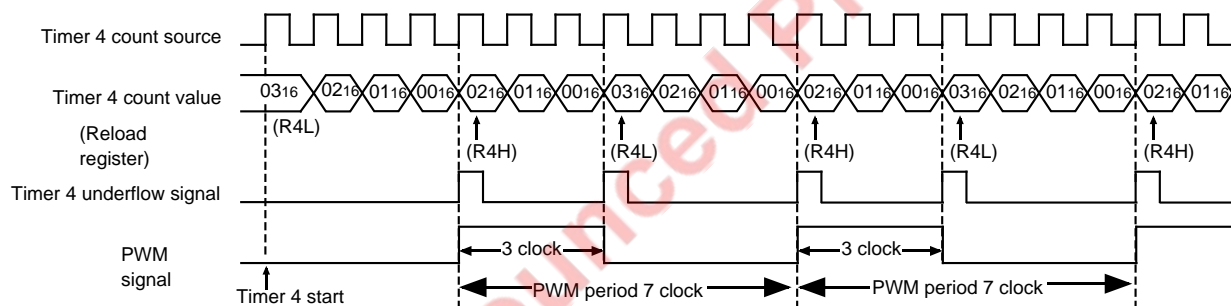 Timer 4 count source
Timer 4 count value
0316 0216 0116 0016 0216 0116 0016 0316 0216 0116 0016 0216 0116 0016 0316 0216 0116 0016 0216 0116
(Reload
register)
(R4L) (R4H) (R4L) (R4H) (R4L) (R4H)
Timer 4 underflow signal
PWM
signal
3 clock 3 clock
Timer 4 start
PWM period 7 clock PWM period 7 clock